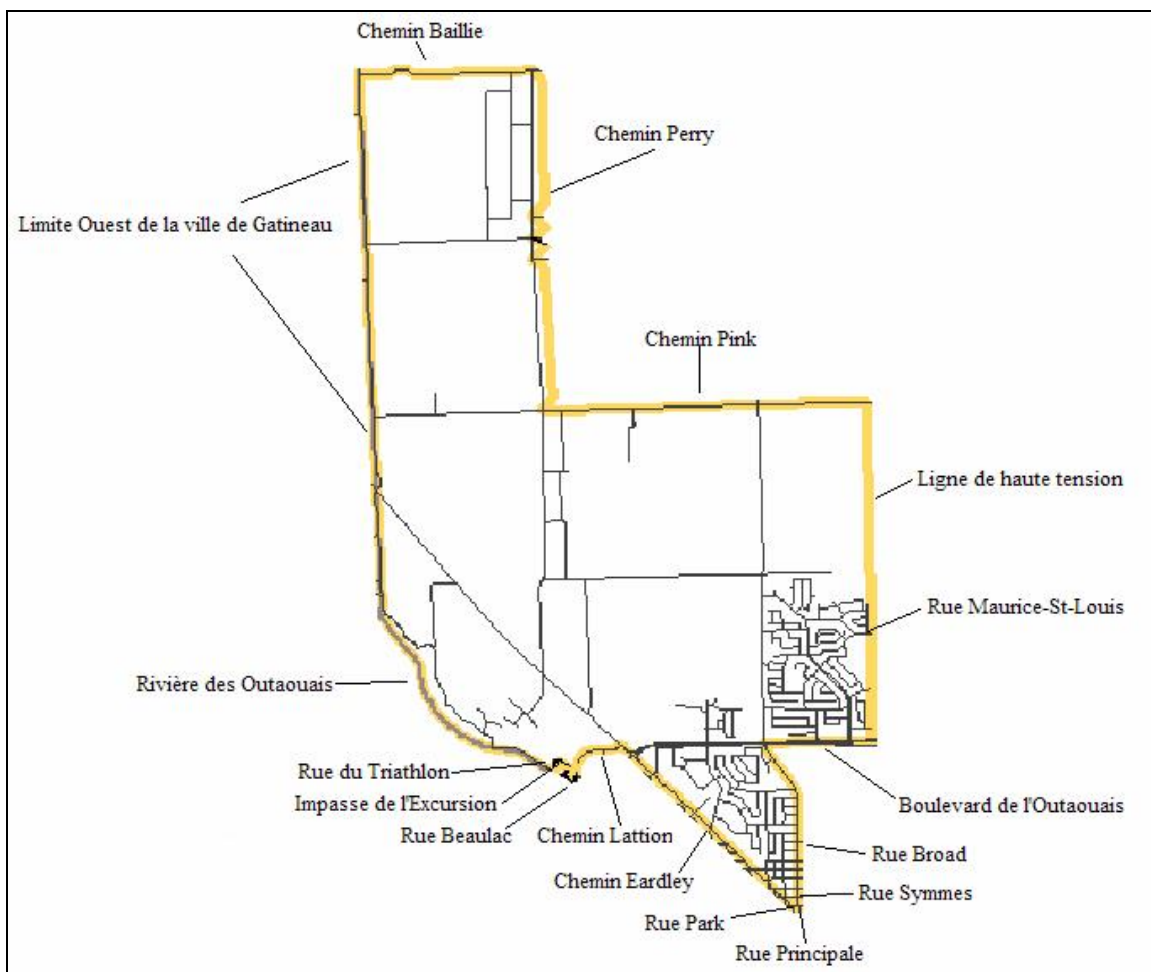 Chemin Baillie
Chemin Perry
Limite Ouest de la ville de Gatineau
Chemin Pink
Ligne de haute tension
Rue Maurice-St-Louis
Rivière des Outaouais
Rue du Triathlon
Impasse de l'Excursion
Boulevard de l'Outaouais
Rue Beaulac
Chemin Lattion
Rue Broad
Chemin Eardley
Rue Symmes
Rue Park
Rue Principale